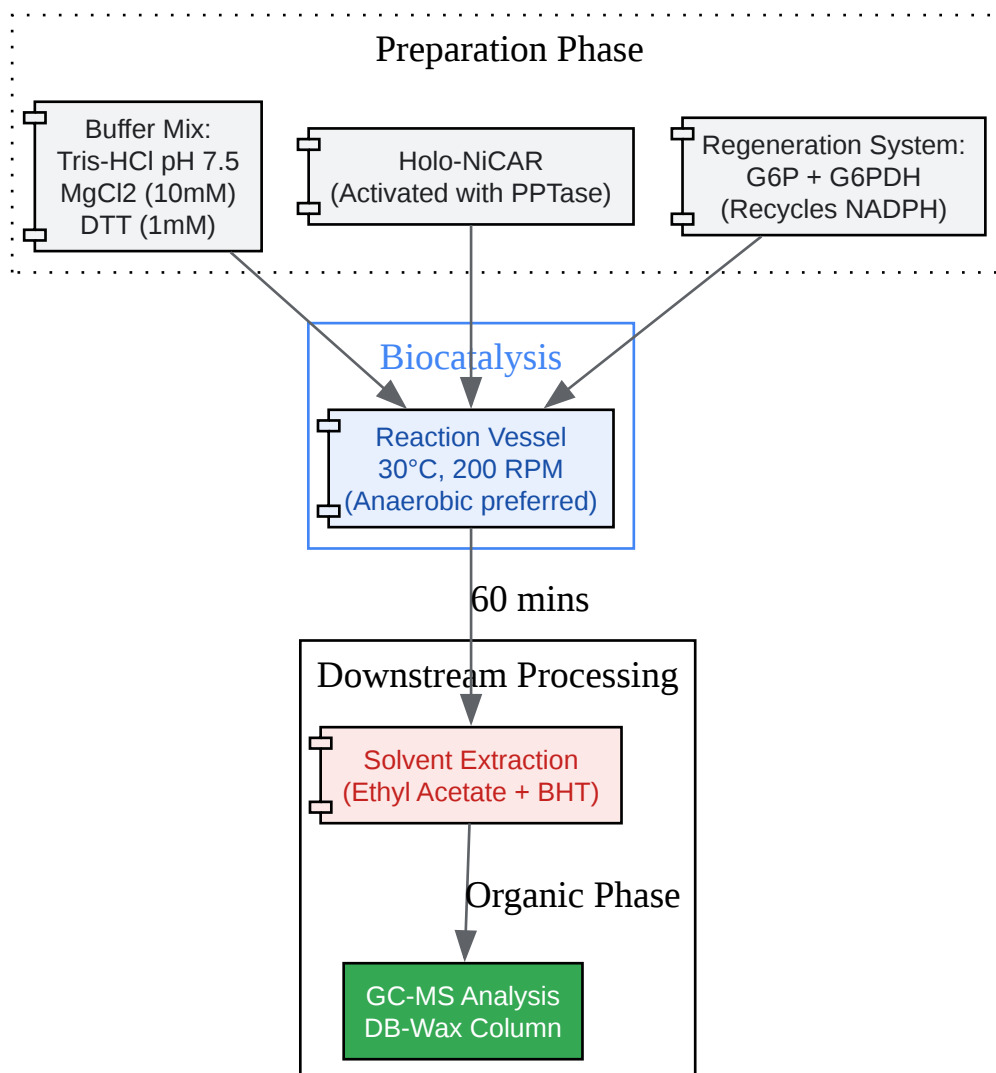 Preparation Phase
Buffer Mix:
Tris-HCl pH 7.5
MgCl2 (10mM)
DTT (1mM)
Holo-NiCAR
(Activated with PPTase)
Regeneration System:
G6P + G6PDH
(Recycles NADPH)
Biocatalysis
Reaction Vessel
30°C, 200 RPM
(Anaerobic preferred)
60 mins
Downstream Processing
Solvent Extraction
(Ethyl Acetate + BHT)
Organic Phase
GC-MS Analysis
DB-Wax Column